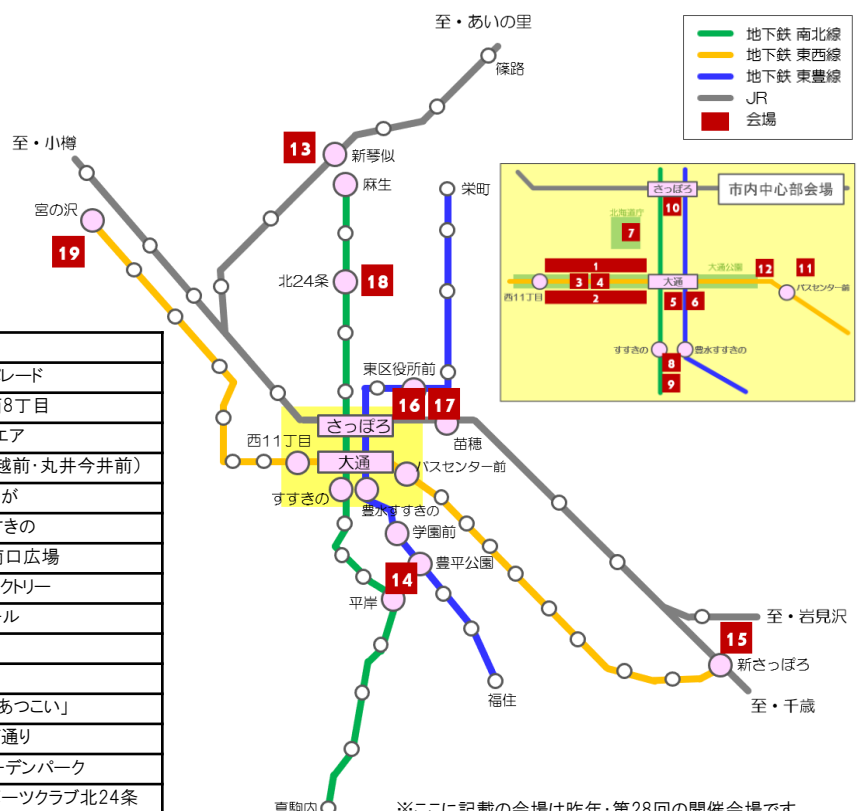 至・あいの里
篠路
地下鉄 南北線
地下鉄 東西線
地下鉄 東豊線
JR
会場
至・小樽
13
新琴似
麻生
栄町
宮の沢
19
北24条
18
市内中心部会場
さっぽろ
10
北海道庁
7
1
大通公園
12
11
西11丁目
3
4
大通
バスセンター前
2
5
6
すすきの
豊水すすきの
8
9
東区役所前
16
17
さっぽろ
苗穂
西11丁目
大通
バスセンター前
すすきの
豊水すすきの
学園前
豊平公園
14
平岸
15
至・岩見沢
新さっぽろ
福住
至・千歳
8丁目
エア
越前・丸井今井前）
が
きの
南口広場
クトリー
ール
あつこい」
通り
ーデンパーク
ーツクラブ北24条
真駒内
※ここに記載の会場は昨年・第28回の開催会場です